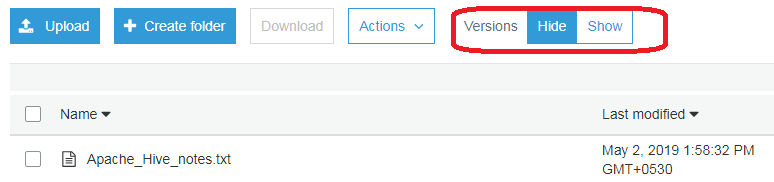 Upload Create folder Download Actions Versions Hide Show
Name Last modified
Apache_Hive_notes.txt May 2, 2019 1:58:32 PM
GMT+0530